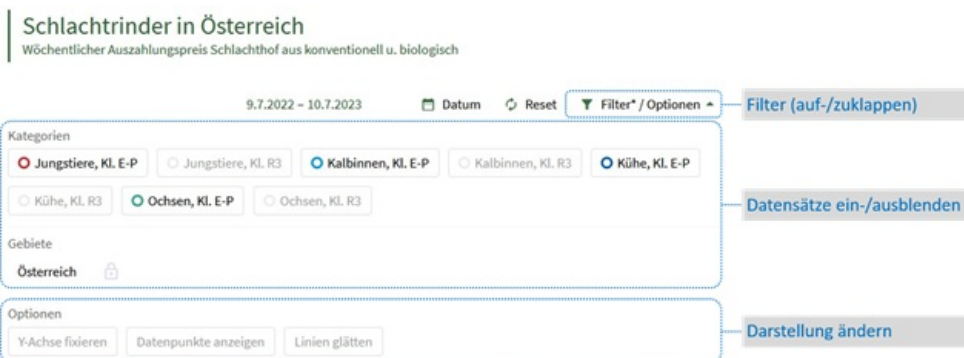 Schlachtrinder in Österreich
Wöchentlicher Auszahlungspreis Schlachthof aus konventionell u. biologisch
9.7.2022 – 10.7.2023 Datum Reset Filter* / Optionen Filter (auf-/zuklappen)
Kategorien
Jungstiere, Kl. E-P Jungstiere, Kl. R3 Kalbinnen, Kl. E-P Kalbinnen, Kl. R3 Kühe, Kl. E-P
Kühe, Kl. R3 Ochsen, Kl. E-P Ochsen, Kl. R3 Datensätze ein-/ausblenden
Gebiete
Österreich
Optionen
Y-Achse fixieren Datenpunkte anzeigen Linien glätten Darstellung ändern